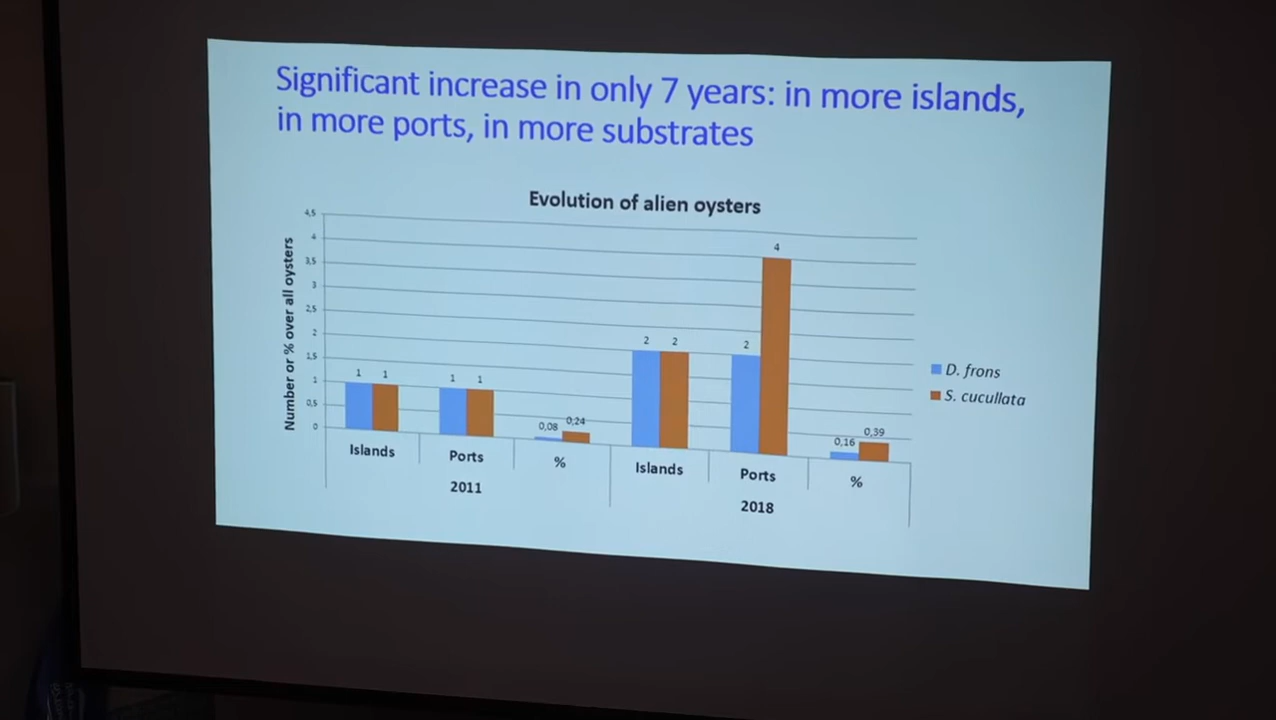 Significant increase in only 7 years: in more islands,
in more ports, in more substrates
Evolution of alien oysters
Number or % over all oysters
4,5
4
3,5
3
2,5
2
1,5
1
0,5
0
1 1
1 1
0,08 0,24
2 2
2 4
0,16 0,39
Islands Ports % Islands Ports %
2011 2018
D. frons
S. cucullata